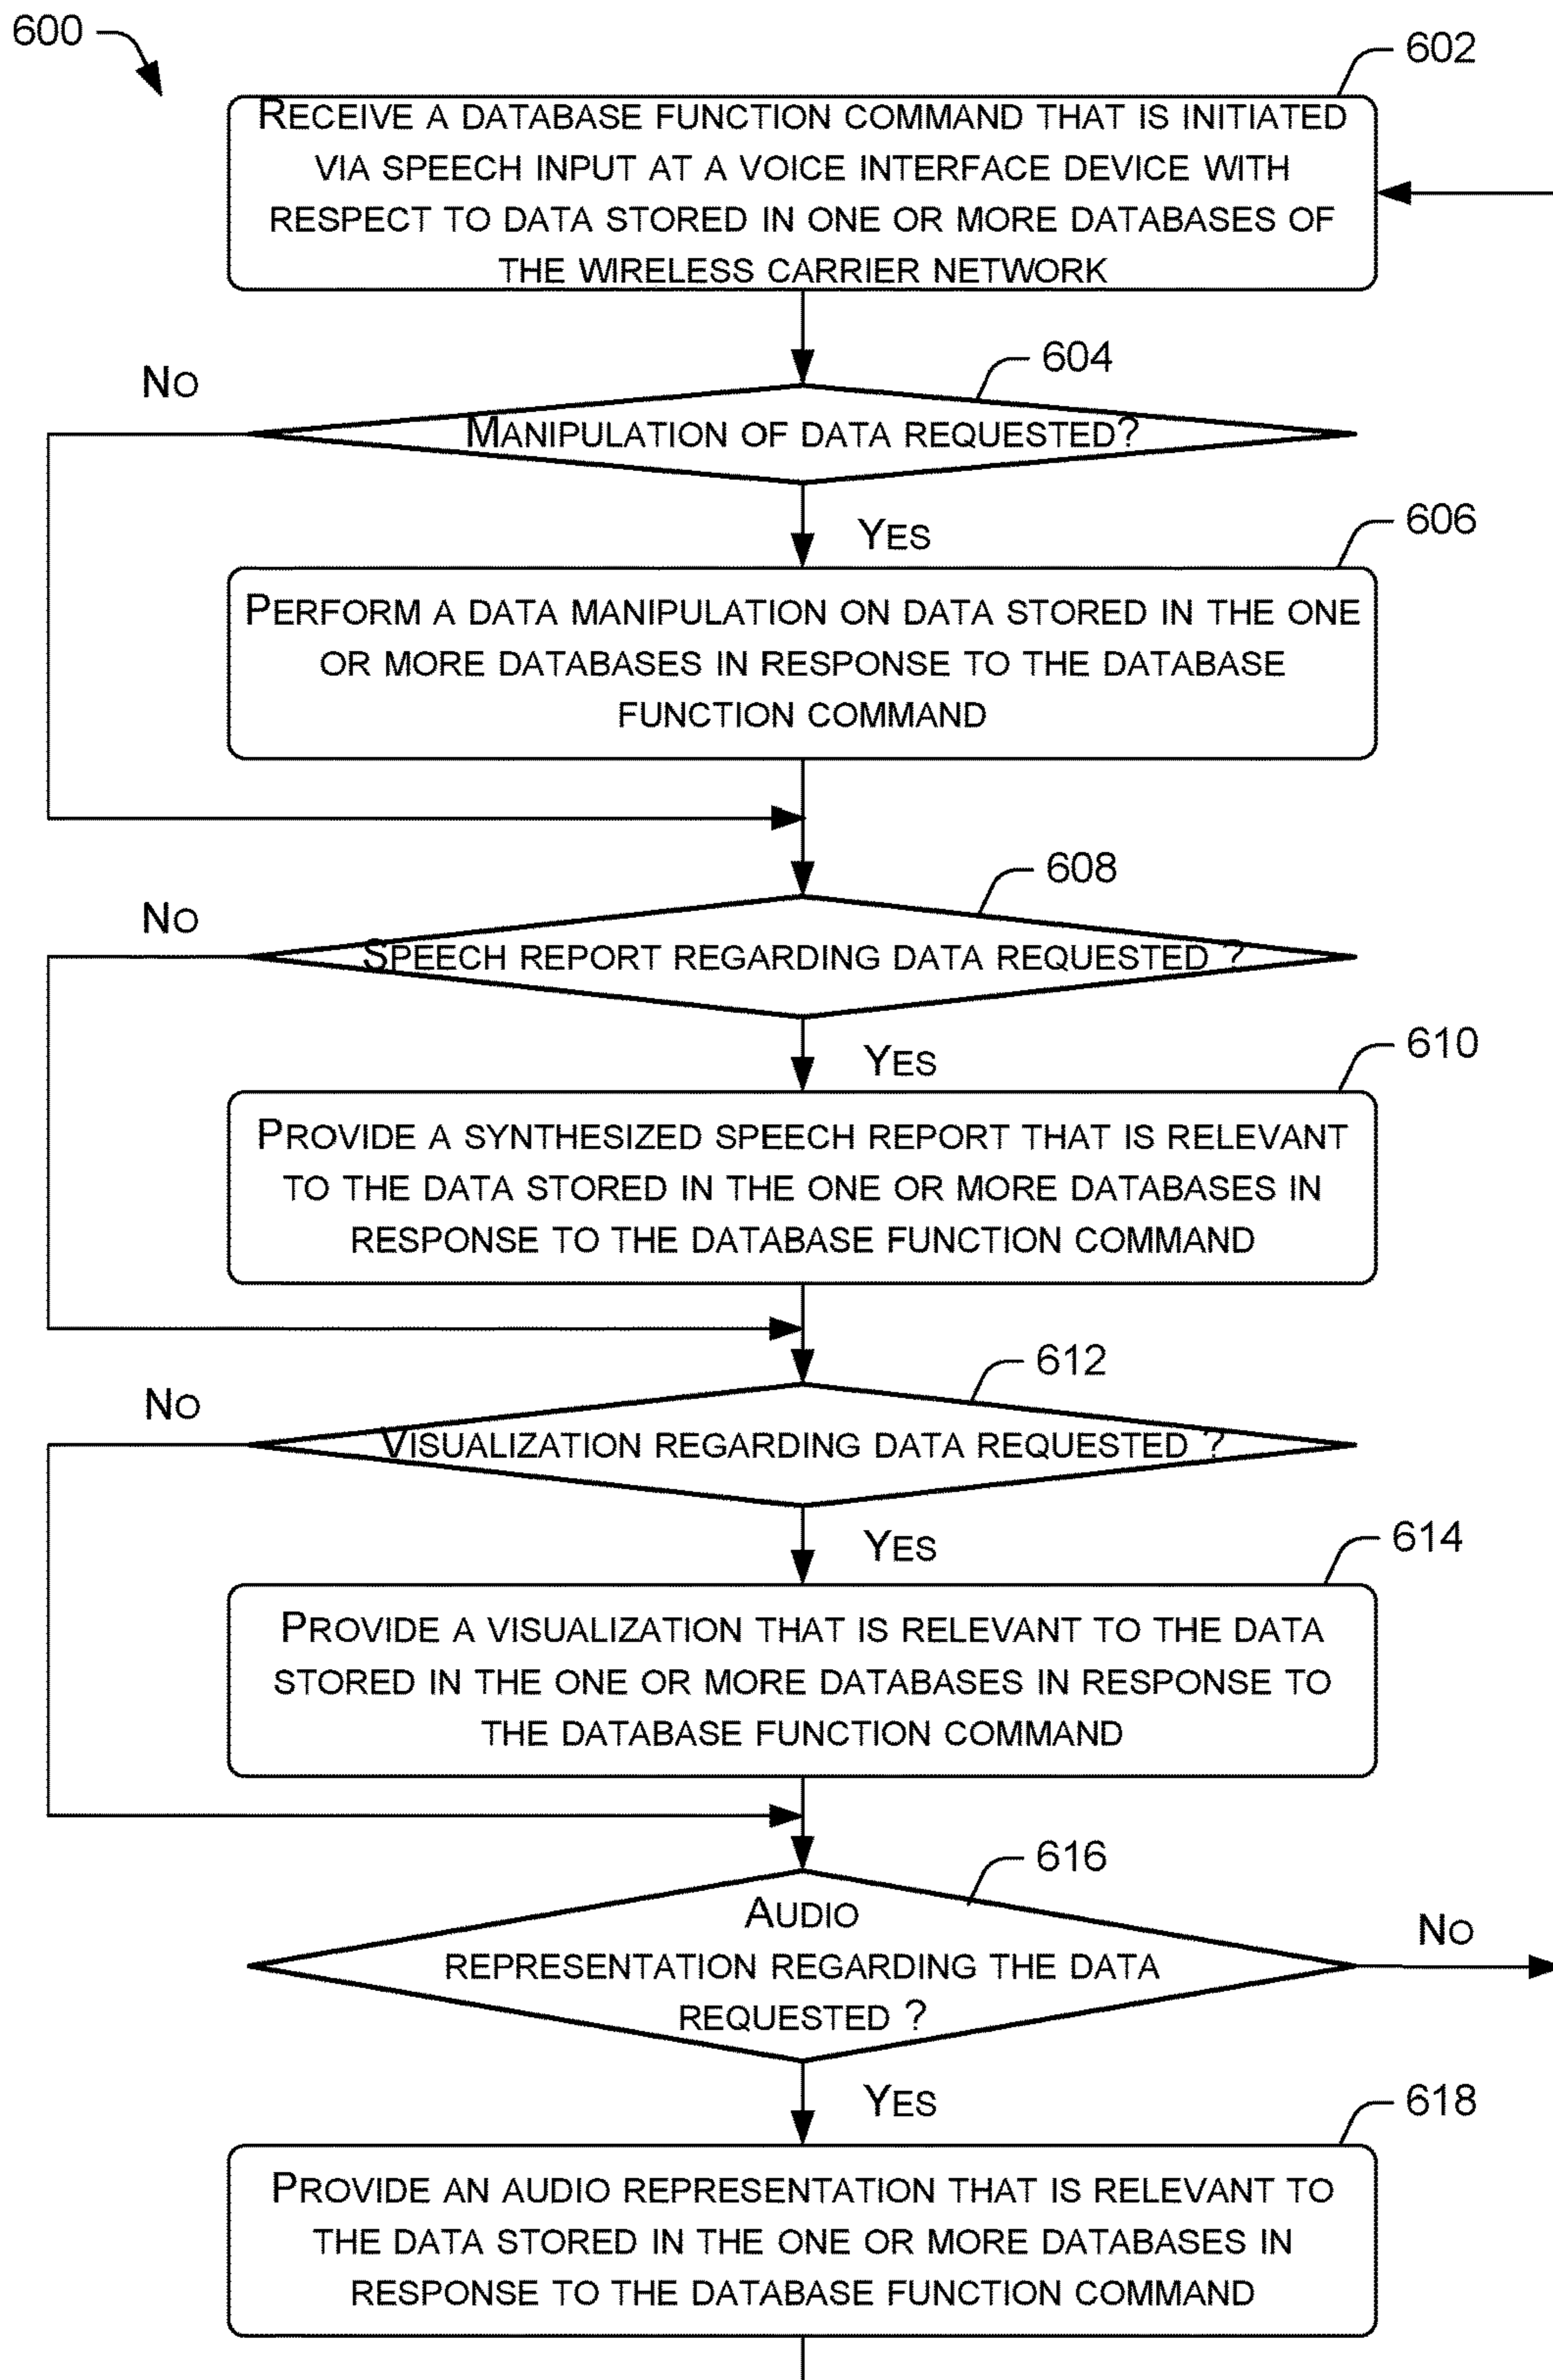 600
602
RECEIVE A DATABASE FUNCTION COMMAND THAT IS INITIATED
VIA SPEECH INPUT AT A VOICE INTERFACE DEVICE WITH
RESPECT TO DATA STORED IN ONE OR MORE DATABASES OF
THE WIRELESS CARRIER NETWORK
604
NO
MANIPULATION OF DATA REQUESTED?
YES
606
PERFORM A DATA MANIPULATION ON DATA STORED IN THE ONE
OR MORE DATABASES IN RESPONSE TO THE DATABASE
FUNCTION COMMAND
608
NO
SPEECH REPORT REGARDING DATA REQUESTED ?
YES
610
PROVIDE A SYNTHESIZED SPEECH REPORT THAT IS RELEVANT
TO THE DATA STORED IN THE ONE OR MORE DATABASES IN
RESPONSE TO THE DATABASE FUNCTION COMMAND
612
NO
VISUALIZATION REGARDING DATA REQUESTED ?
YES
614
PROVIDE A VISUALIZATION THAT IS RELEVANT TO THE DATA
STORED IN THE ONE OR MORE DATABASES IN RESPONSE TO
THE DATABASE FUNCTION COMMAND
616
AUDIO
REPRESENTATION REGARDING THE DATA
REQUESTED ?
NO
YES
618
PROVIDE AN AUDIO REPRESENTATION THAT IS RELEVANT TO
THE DATA STORED IN THE ONE OR MORE DATABASES IN
RESPONSE TO THE DATABASE FUNCTION COMMAND